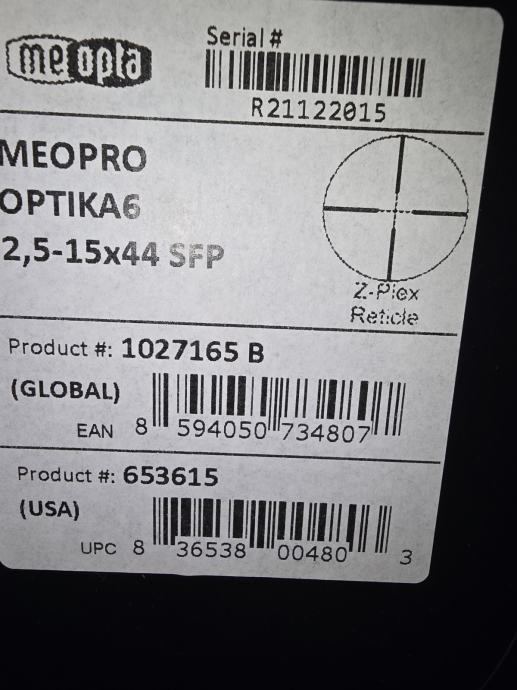 meopta
Serial #
R21122015
MEOPRO
OPTIKA6
2,5-15x44 SFP
Z-Plex
Reticle
Product #: 1027165 B
(GLOBAL)
EAN 8 594050 734807
Product #: 653615
(USA)
UPC 8 36538 00480 3